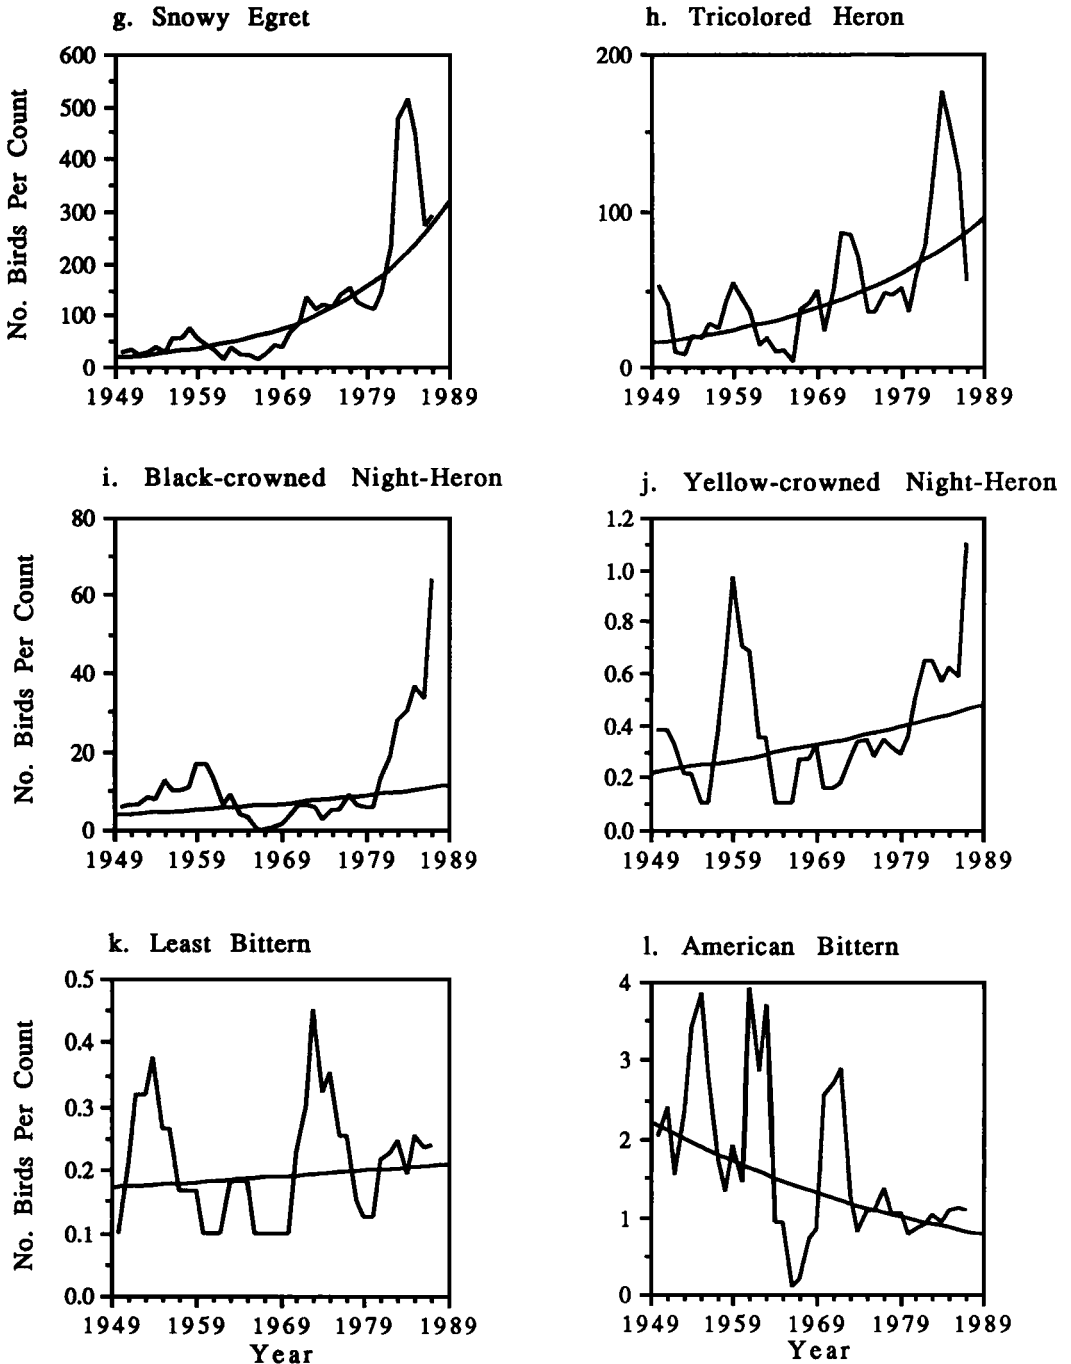 g. Snowy Egret
No. Birds Per Count
600
500
400
300
200
100
0
1949 1959 1969 1979 1989
h. Tricolored Heron
200
100
0
1949 1959 1969 1979 1989
i. Black-crowned Night-Heron
No. Birds Per Count
80
60
40
20
0
1949 1959 1969 1979 1989
j. Yellow-crowned Night-Heron
1.2
1.0
0.8
0.6
0.4
0.2
0.0
1949 1959 1969 1979 1989
k. Least Bittern
No. Birds Per Count
0.5
0.4
0.3
0.2
0.1
0.0
1949 1959 1969 1979 1989
Year
l. American Bittern
4
3
2
1
0
1949 1959 1969 1979 1989
Year